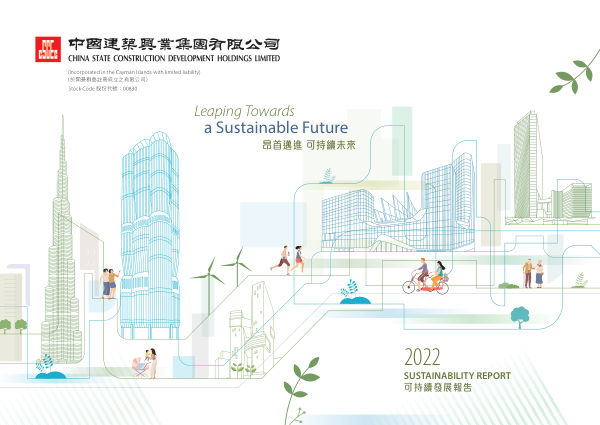 中國建築興業集團有限公司
CHINA STATE CONSTRUCTION DEVELOPMENT HOLDINGS LIMITED
(Incorporated in the Cayman Islands with limited liability)
(於開曼群島註冊成立之有限公司)
Stock Code 股份代號：00830
Leaping Towards
a Sustainable Future
昂首邁進 可持續未來
2022
SUSTAINABILITY REPORT
可持續發展報告